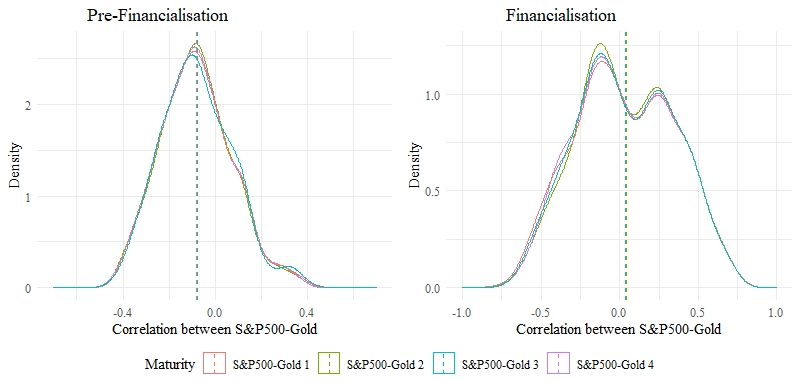 Pre-Financialisation
Financialisation
Density
2
1
0
-0.4
0.0
0.4
Correlation between S&P500-Gold
Density
1.0
0.5
0.0
-1.0
-0.5
0.0
0.5
1.0
Correlation between S&P500-Gold
Maturity S&P500-Gold 1 S&P500-Gold 2 S&P500-Gold 3 S&P500-Gold 4